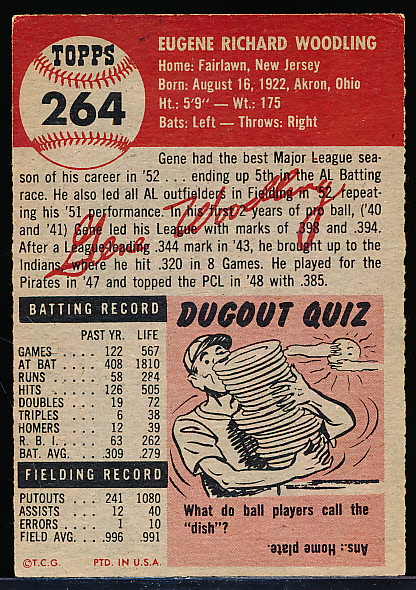 TOPPS
264
EUGENE RICHARD WOODLING
Home: Fairlawn, New Jersey
Born: August 16, 1922, Akron, Ohio
Ht.: 5'9" — Wt.: 175
Bats: Left — Throws: Right
Gene had the best Major League sea-
son of his career in '52 . . . ending up 5th in the AL Batting
race. He also led all AL outfielders in Fielding in '52, repeat-
ing his '51 performance. In his first 2 years of pro ball, ('40
and '41) Gene led his League with marks of .398 and .394.
After a League-leading .344 mark in '43, he brought up to the
Indians, where he hit .320 in 8 Games. He played for the
Pirates in '47 and topped the PCL in '48 with .385.
Gene Woodling
BATTING RECORD
PAST YR. LIFE
GAMES . . . . 122 567
AT BAT . . . . 408 1810
RUNS . . . . . 58 284
HITS . . . . . 126 505
DOUBLES . . . 19 72
TRIPLES . . . . 6 38
HOMERS . . . 12 39
R. B. I. . . . . . 63 262
BAT. AVG. . . .309 .279
FIELDING RECORD
PUTOUTS . . . 241 1080
ASSISTS . . . . 12 40
ERRORS . . . . 1 10
FIELD AVG. . . .996 .991
©T.C.G. PTD. IN U.S.A.
DUGOUT QUIZ
What do ball players call the
"dish"?
Ans.: Home plate.